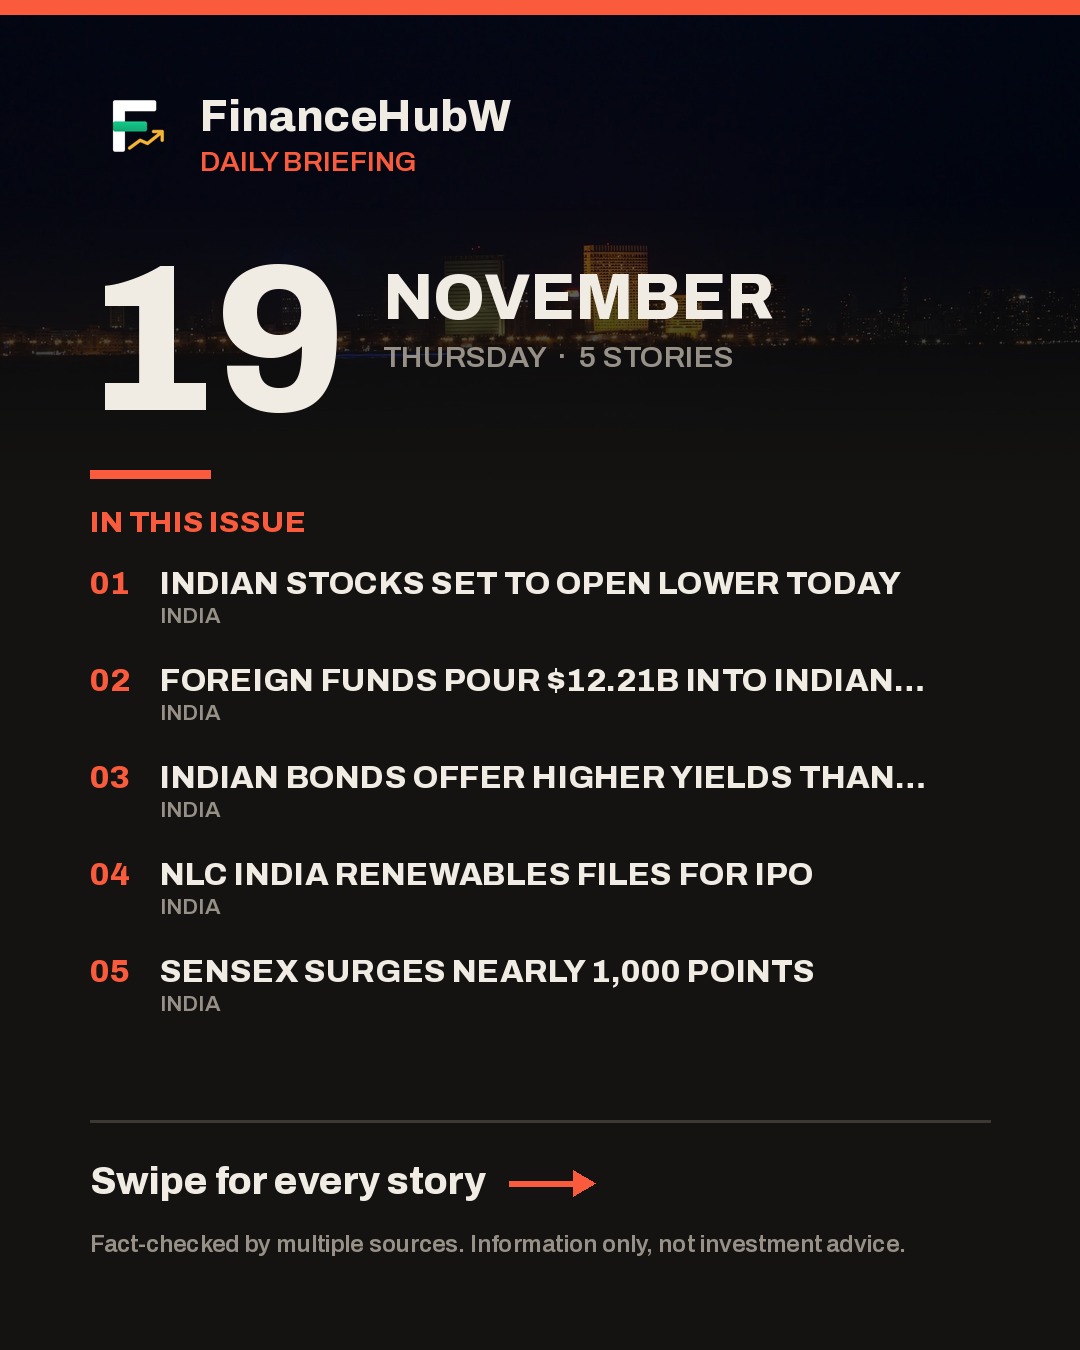 FinanceHubW
DAILY BRIEFING
19
NOVEMBER
THURSDAY · 5 STORIES
IN THIS ISSUE
01 INDIAN STOCKS SET TO OPEN LOWER TODAY
INDIA
02 FOREIGN FUNDS POUR $12.21B INTO INDIAN...
INDIA
03 INDIAN BONDS OFFER HIGHER YIELDS THAN...
INDIA
04 NLC INDIA RENEWABLES FILES FOR IPO
INDIA
05 SENSEX SURGES NEARLY 1,000 POINTS
INDIA
Swipe for every story
Fact-checked by multiple sources. Information only, not investment advice.